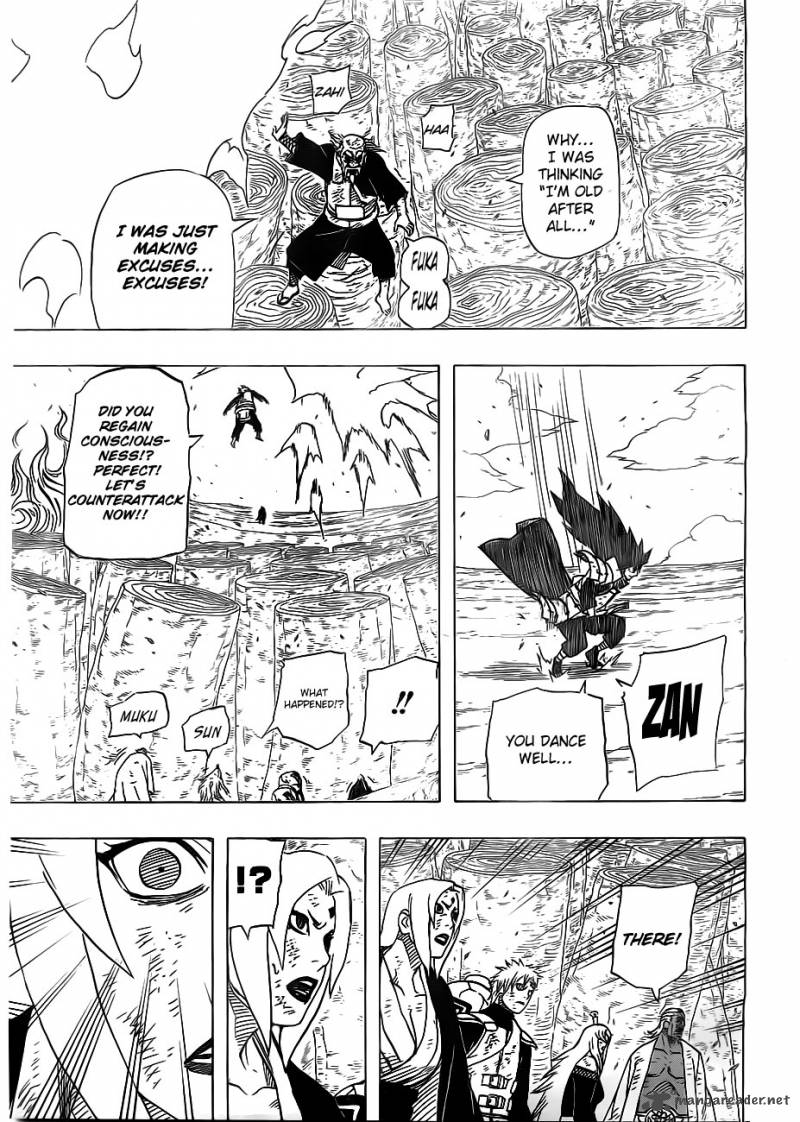 WHY...
I WAS
THINKING
"I'M OLD
AFTER
ALL..."
ZAHI
HAA
FUKA
FUKA
I WAS JUST
MAKING
EXCUSES...
EXCUSES!
ZAN
YOU DANCE
WELL...
DID YOU
REGAIN
CONSCIOUS-
NESS!?
PERFECT!
LET'S
COUNTERATTACK
NOW!!
!!
WHAT
HAPPENED!?
SUN
MUKU
THERE!
!?
mangareader.net